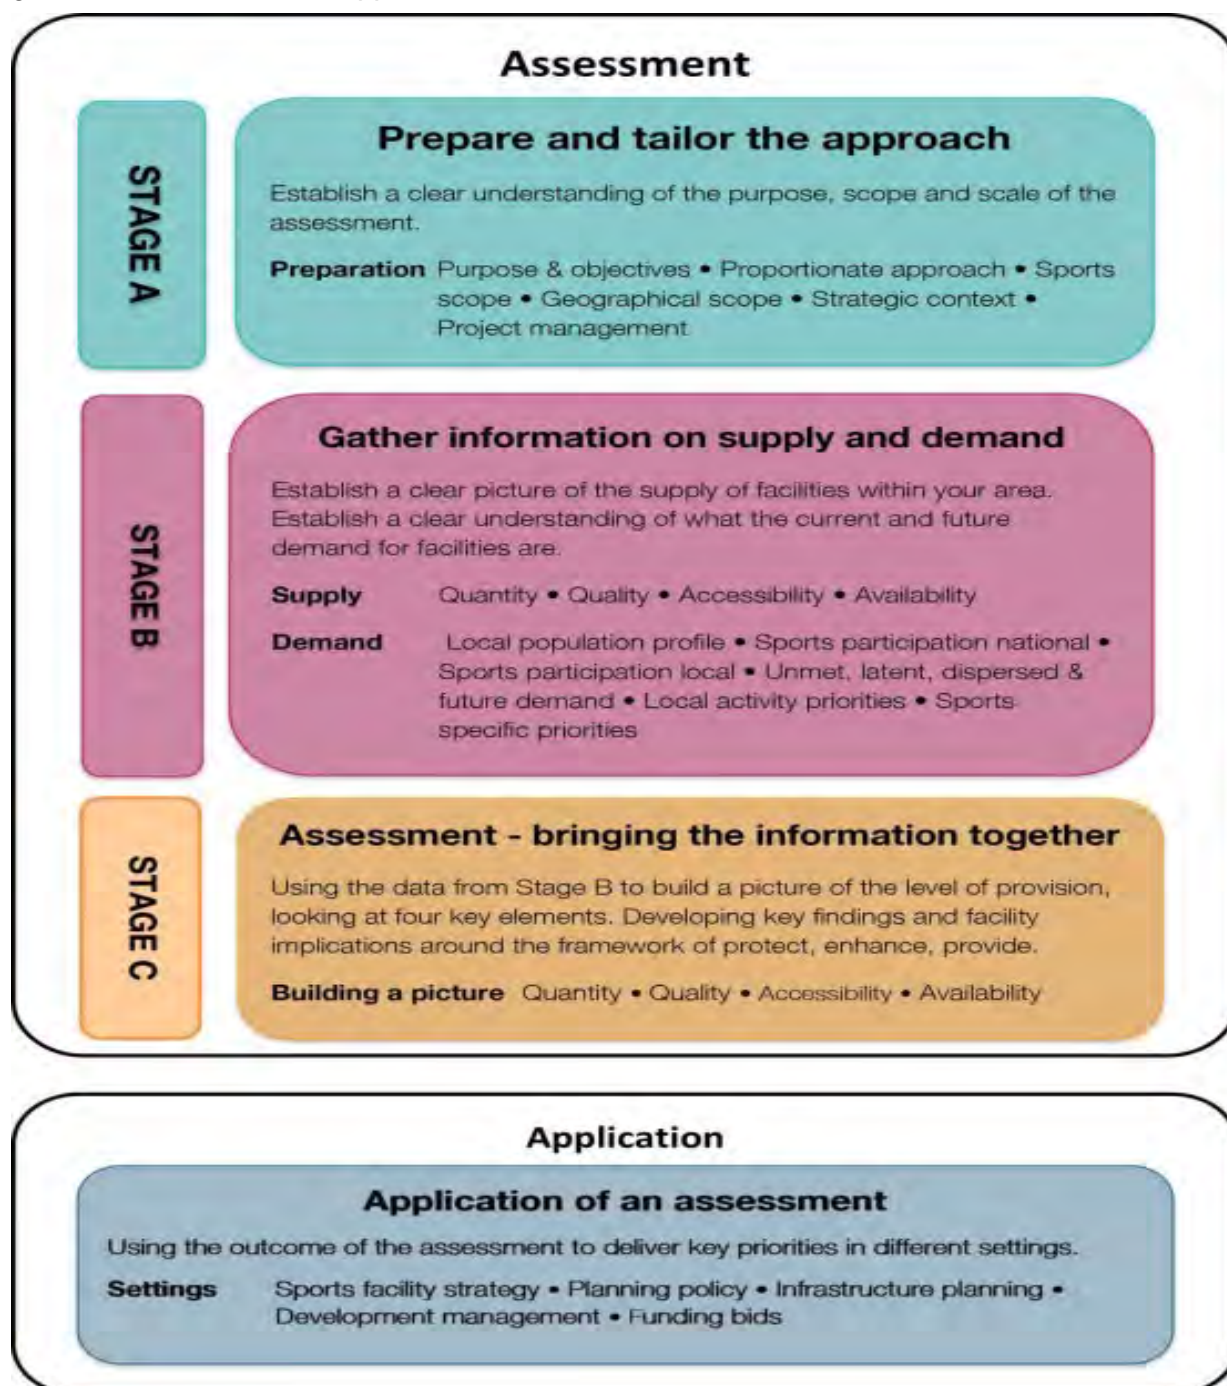 Assessment
STAGE A
Prepare and tailor the approach
Establish a clear understanding of the purpose, scope and scale of the
assessment.
Preparation Purpose & objectives • Proportionate approach • Sports
scope • Geographical scope • Strategic context •
Project management
STAGE B
Gather information on supply and demand
Establish a clear picture of the supply of facilities within your area.
Establish a clear understanding of what the current and future
demand for facilities are.
Supply Quantity • Quality • Accessibility • Availability
Demand Local population profile • Sports participation national •
Sports participation local • Unmet, latent, dispersed &
future demand • Local activity priorities • Sports
specific priorities
STAGE C
Assessment - bringing the information together
Using the data from Stage B to build a picture of the level of provision,
looking at four key elements. Developing key findings and facility
implications around the framework of protect, enhance, provide.
Building a picture Quantity • Quality • Accessibility • Availability
Application
Application of an assessment
Using the outcome of the assessment to deliver key priorities in different settings.
Settings Sports facility strategy • Planning policy • Infrastructure planning •
Development management • Funding bids